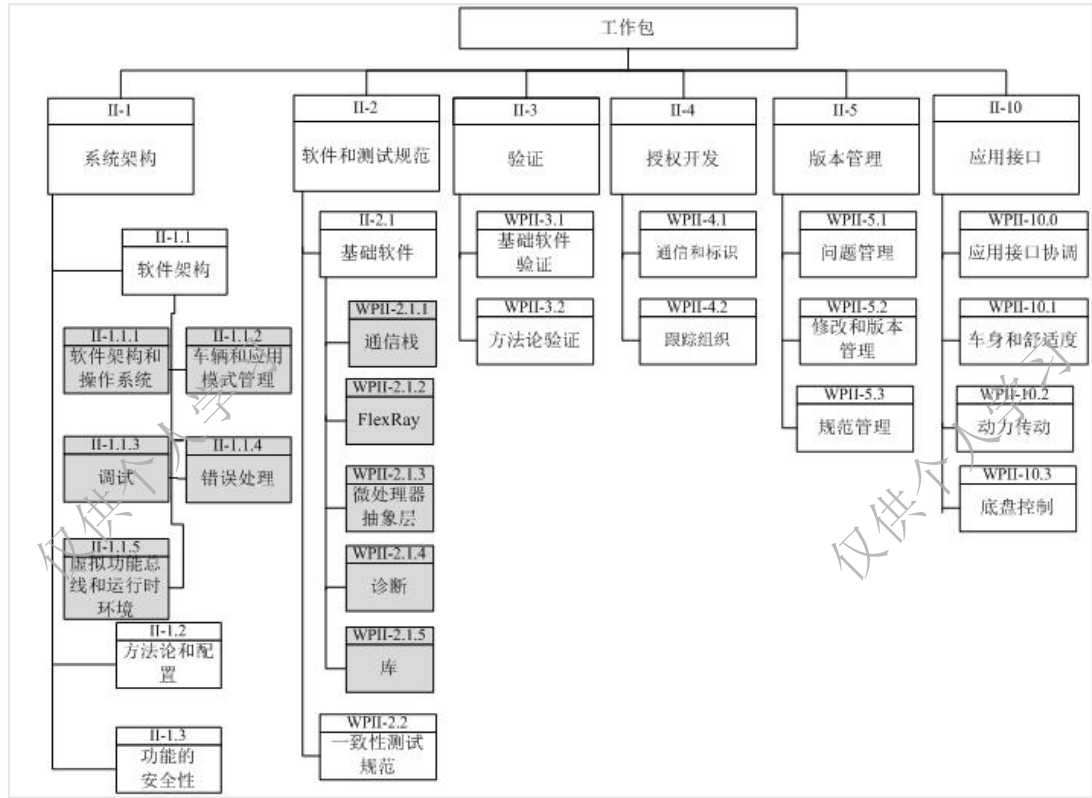 工作包
II-1
系统架构
II-1.1
软件架构
II-1.1.1
软件架构和
操作系统
II-1.1.2
车辆和应用
模式管理
II-1.1.3
调试
II-1.1.4
错误处理
II-1.1.5
虚拟功能总
线和运行时
环境
II-1.2
方法论和配
置
II-1.3
功能的
安全性
II-2
软件和测试规范
II-2.1
基础软件
WPII-2.1.1
通信栈
WPII-2.1.2
FlexRay
WPII-2.1.3
微处理器
抽象层
WPII-2.1.4
诊断
WPII-2.1.5
库
WPII-2.2
一致性测试
规范
II-3
验证
WPII-3.1
基础软件
验证
WPII-3.2
方法论验证
II-4
授权开发
WPII-4.1
通信和标识
WPII-4.2
跟踪组织
II-5
版本管理
WPII-5.1
问题管理
WPII-5.2
修改和版本
管理
WPII-5.3
规范管理
II-10
应用接口
WPII-10.0
应用接口协调
WPII-10.1
车身和舒适度
WPII-10.2
动力传动
WPII-10.3
底盘控制
仅供个人学习
仅供个人学习